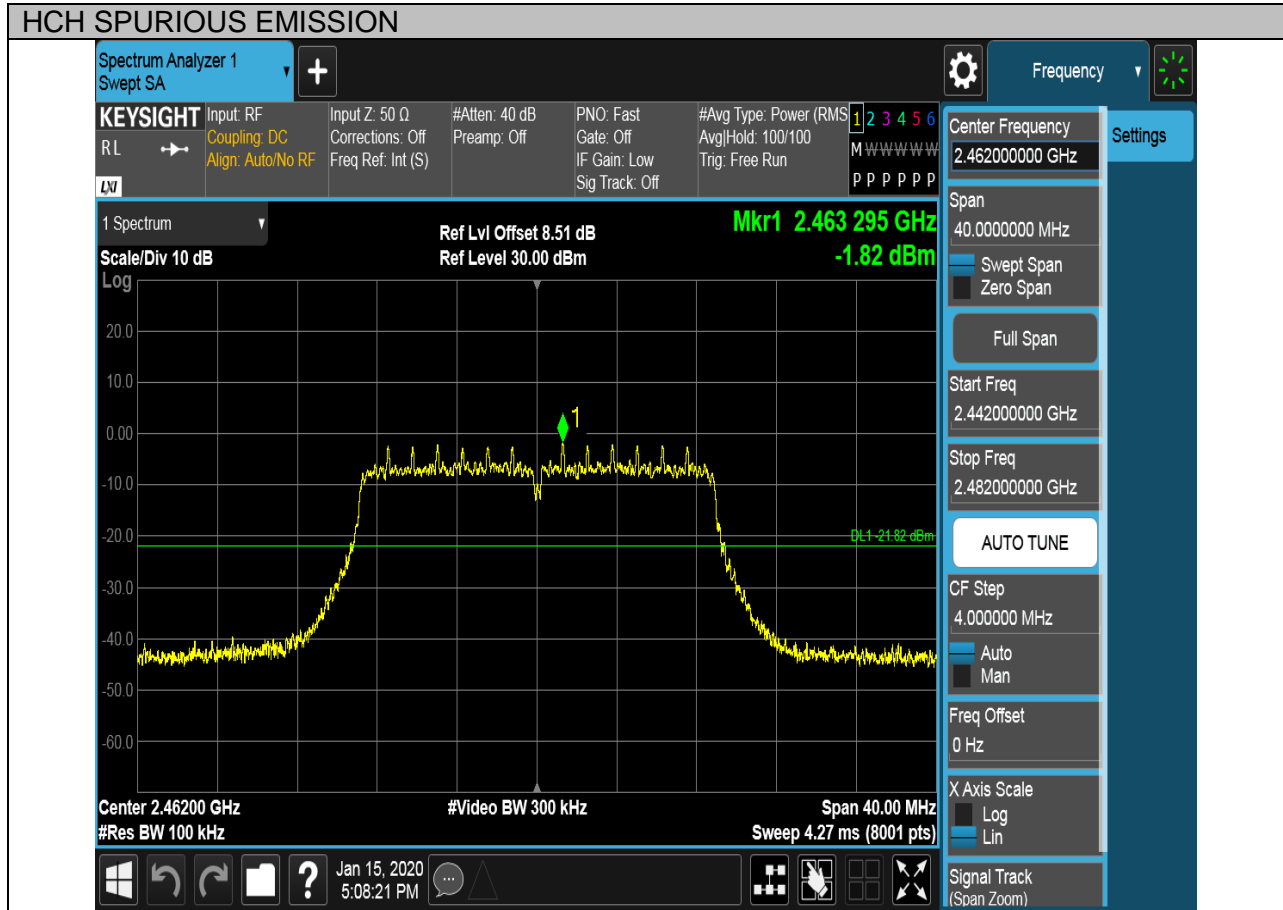 HCH SPURIOUS EMISSION
Spectrum Analyzer 1
Swept SA
+
Frequency
KEYSIGHT
RL
LXI
Input: RF
Coupling: DC
Align: Auto/No RF
Input Z: 50 Ω
Corrections: Off
Freq Ref: Int (S)
#Atten: 40 dB
Preamp: Off
PNO: Fast
Gate: Off
IF Gain: Low
Sig Track: Off
#Avg Type: Power (RMS
Avg|Hold: 100/100
Trig: Free Run
1 2 3 4 5 6
M W W W W W
P P P P P P
1 Spectrum
Scale/Div 10 dB
Log
Ref Lvl Offset 8.51 dB
Ref Level 30.00 dBm
Mkr1 2.463 295 GHz
-1.82 dBm
20.0
10.0
0.00
-10.0
-20.0
-30.0
-40.0
-50.0
-60.0
1
DL1 -21.82 dBm
Center 2.46200 GHz
#Res BW 100 kHz
#Video BW 300 kHz
Span 40.00 MHz
Sweep 4.27 ms (8001 pts)
?
Jan 15, 2020
5:08:21 PM
Center Frequency
2.462000000 GHz
Settings
Span
40.0000000 MHz
Swept Span
Zero Span
Full Span
Start Freq
2.442000000 GHz
Stop Freq
2.482000000 GHz
AUTO TUNE
CF Step
4.000000 MHz
Auto
Man
Freq Offset
0 Hz
X Axis Scale
Log
Lin
Signal Track
(Span Zoom)